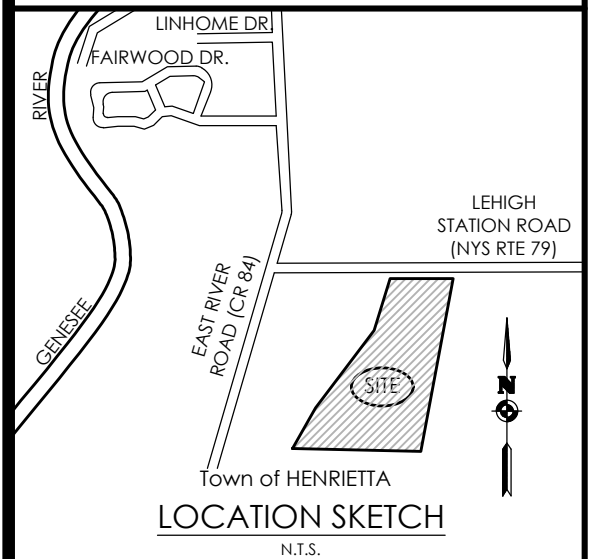 LINHOME DR.
FAIRWOOD DR.
RIVER
LEHIGH
STATION ROAD
(NYS RTE 79)
EAST RIVER
ROAD (CR 84)
GENESEE
SITE
N
Town of HENRIETTA
LOCATION SKETCH
N.T.S.